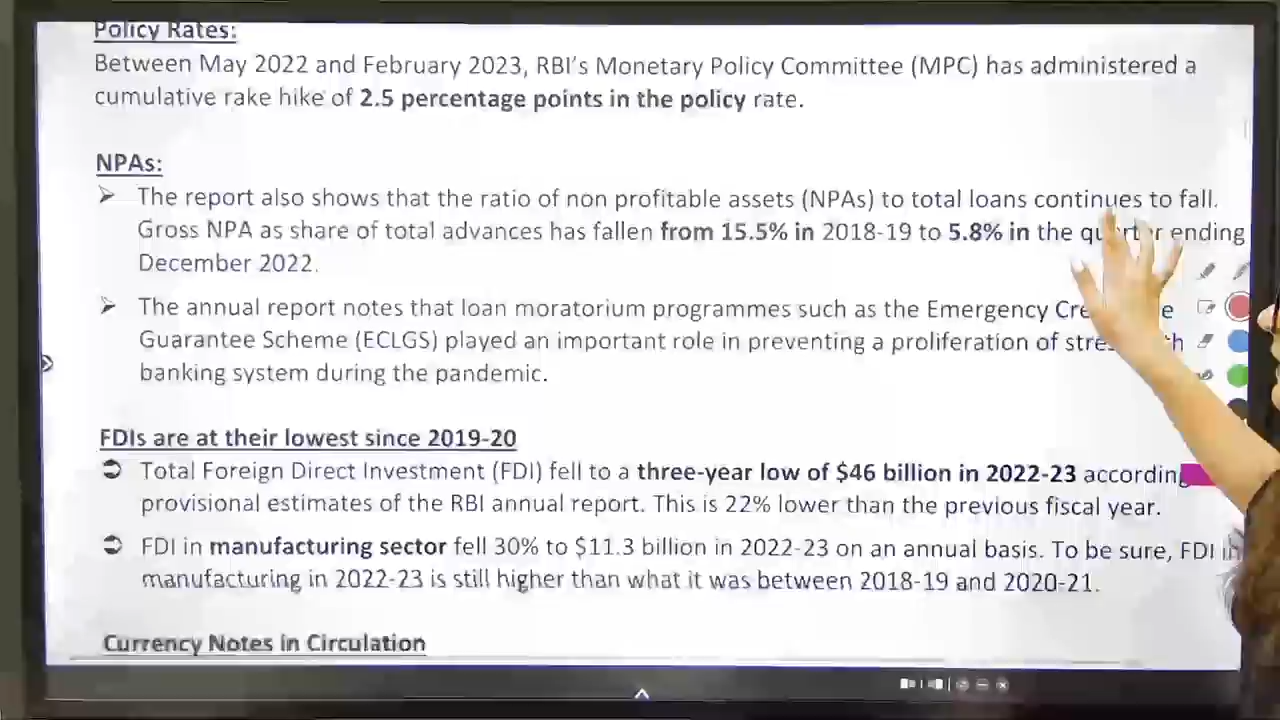 Policy Rates:
Between May 2022 and February 2023, RBI's Monetary Policy Committee (MPC) has administered a
cumulative rake hike of 2.5 percentage points in the policy rate.
NPAs:
➢ The report also shows that the ratio of non profitable assets (NPAs) to total loans continues to fall.
Gross NPA as share of total advances has fallen from 15.5% in 2018-19 to 5.8% in the quarter ending
December 2022.
➢ The annual report notes that loan moratorium programmes such as the Emergency
Guarantee Scheme (ECLGS) played an important role in preventing a proliferation of
banking system during the pandemic.
FDIs are at their lowest since 2019-20
➲ Total Foreign Direct Investment (FDI) fell to a three-year low of $46 billion in 2022-23 according
provisional estimates of the RBI annual report. This is 22% lower than the previous fiscal year.
➲ FDI in manufacturing sector fell 30% to $11.3 billion in 2022-23 on an annual basis. To be sure, FDI in
manufacturing in 2022-23 is still higher than what it was between 2018-19 and 2020-21.
Currency Notes in Circulation